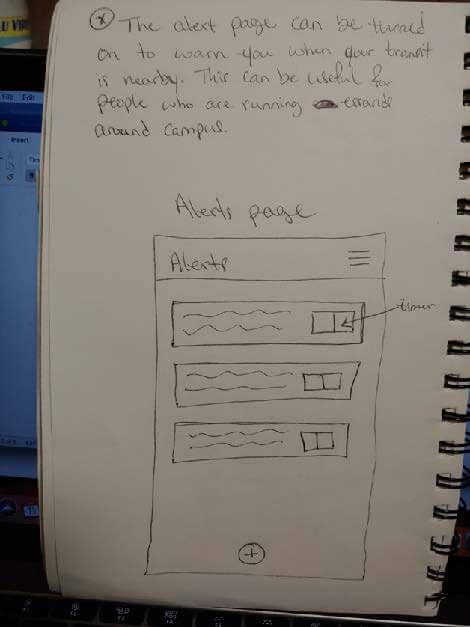 The alert page can be turned
on to warn you when your transit
is nearby. This can be useful for
people who are running errands
around campus.
Alerts page
Alerts
timer
+
File Edit
Insert